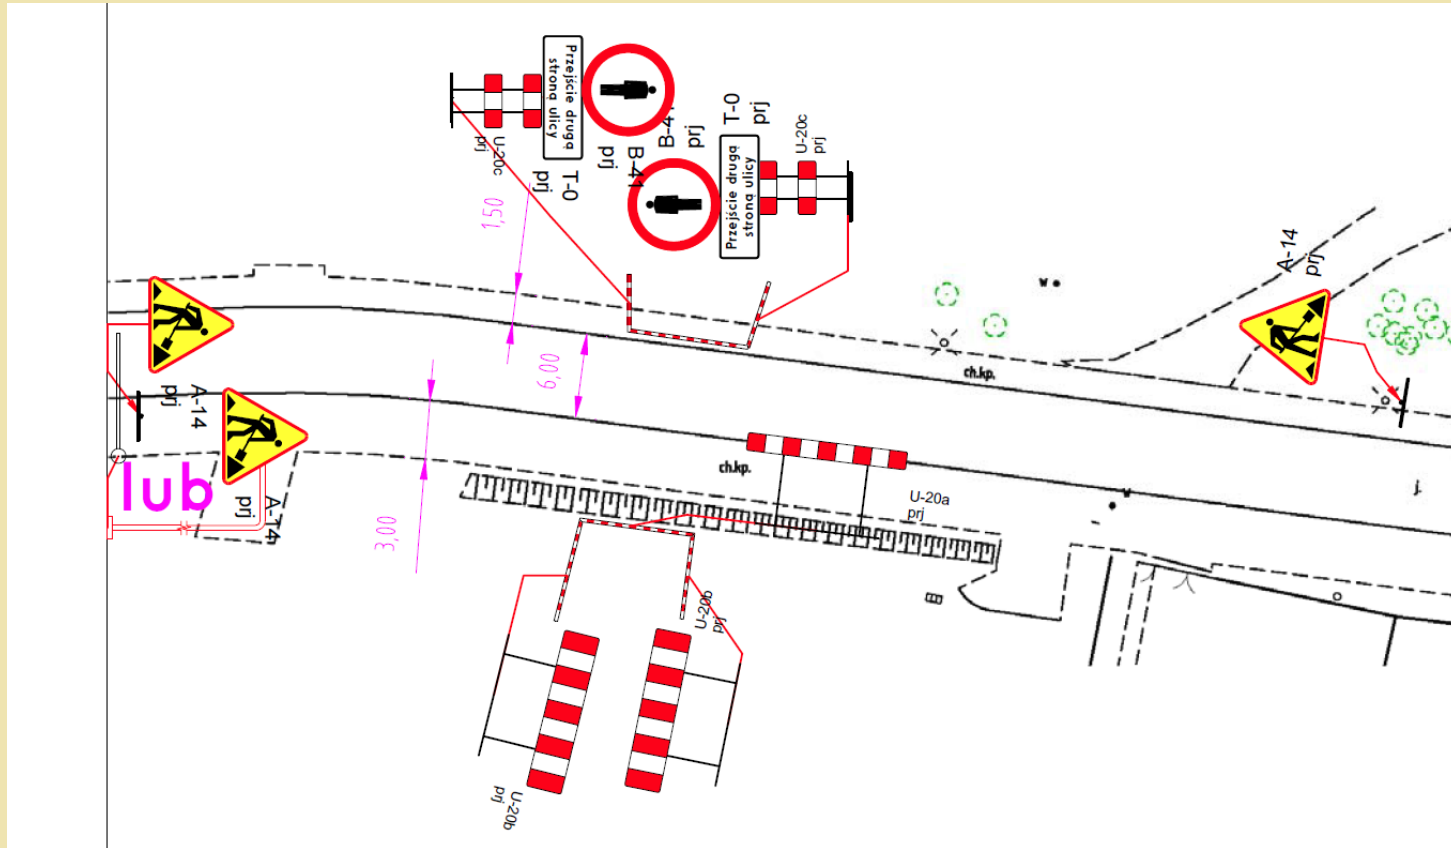 Przejście drugą
stroną ulicy
U-20c
prj
T-0
prj
B-41
prj
B-41
prj
T-0
prj
Przejście drugą
stroną ulicy
U-20c
prj
1,50
6,00
3,00
A-14
prj
A-14
prj
A-14
prj
lub
w
ch.kp.
ch.kp.
w
j.
U-20a
prj
U-20b
prj
U-20b
prj